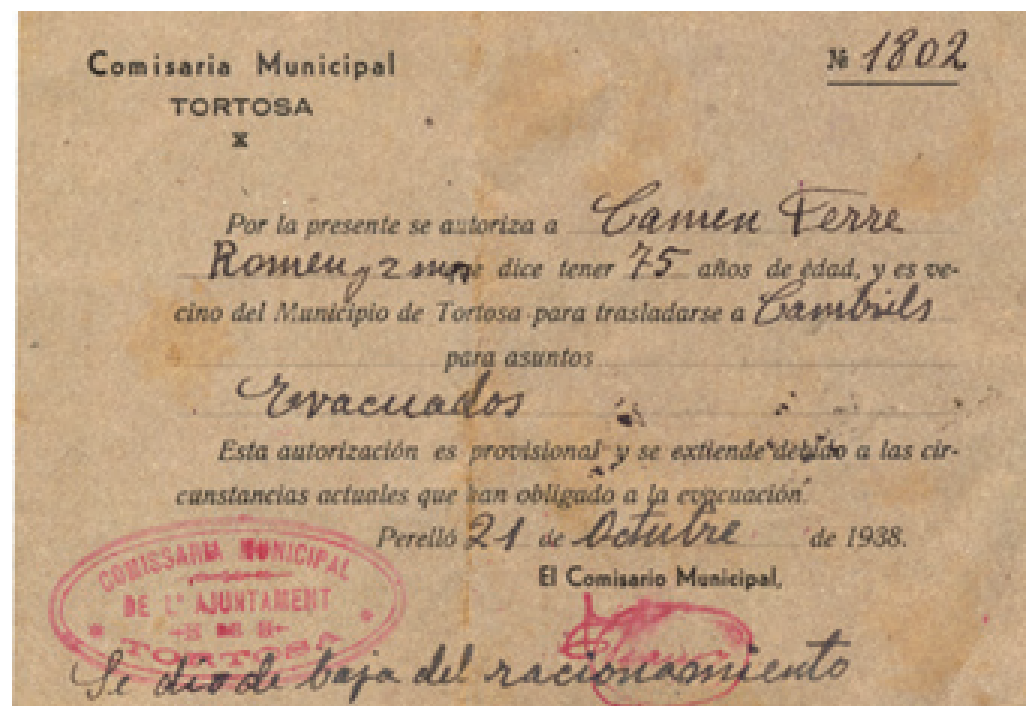 Comisaria Municipal
TORTOSA
№ 1802
Por la presente se autoriza a Carmen Ferre
Romeu y 2 mas dice tener 75 años de edad, y es ve-
cino del Municipio de Tortosa para trasladarse a Cambrils
para asuntos
Evacuados
Esta autorización es provisional y se extiende debido a las cir-
cunstancias actuales que han obligado a la evacuación.
Perelló 21 de Octubre de 1938.
El Comisario Municipal,
COMISSARIA MUNICIPAL
DE L'AJUNTAMENT
DE
TORTOSA
Se dio de baja del racionamiento